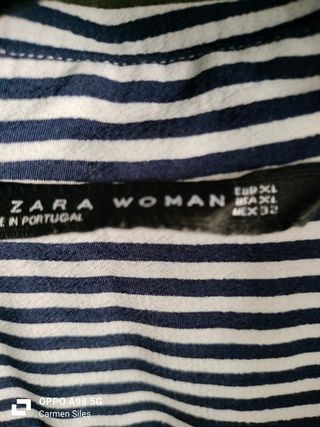 ZARA WOMAN
E IN PORTUGAL
EUR XL
USA XL
MEX 32
OPPO A98 5G
Carmen Siles